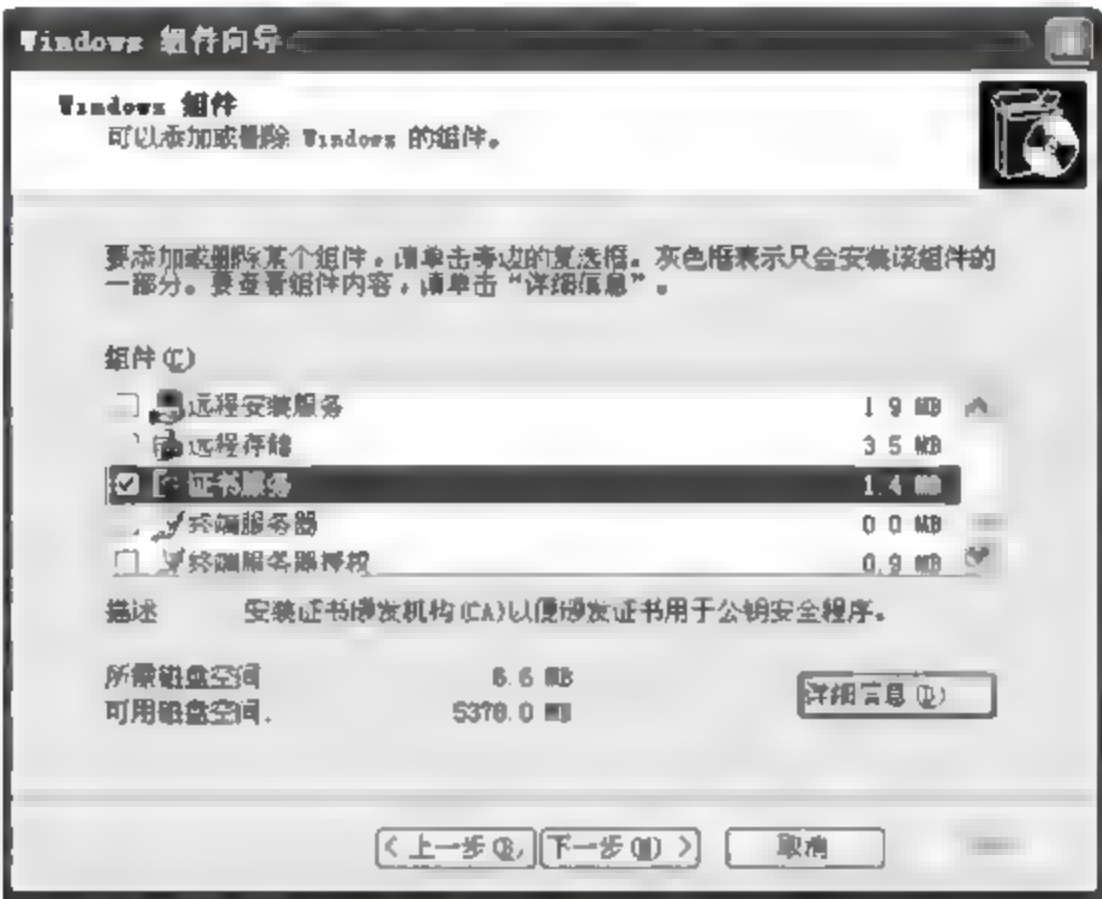 Windows 组件向导
Windows 组件
可以添加或删除 Windows 的组件。
要添加或删除某个组件，请单击旁边的复选框。灰色框表示只会安装该组件的
一部分。要查看组件内容，请单击“详细信息”。
组件(C)
远程安装服务 1.9 MB
远程存储 3.5 MB
证书服务 1.4 MB
终端服务器 0.0 MB
终端服务器授权 0.9 MB
描述 安装证书颁发机构(CA)以便颁发证书用于公钥安全程序。
所需磁盘空间 6.6 MB
可用磁盘空间: 5378.0 MB
详细信息(D)
< 上一步(B) 下一步(N) > 取消